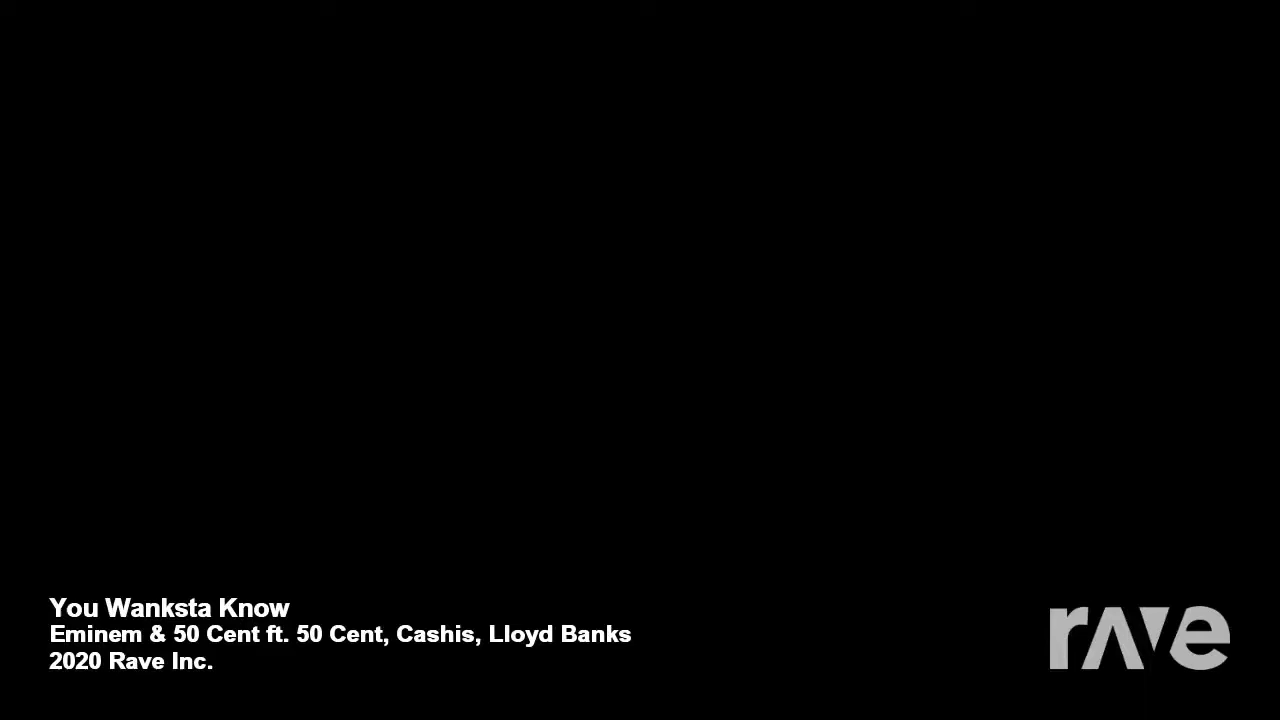 You Wanksta Know
Eminem & 50 Cent ft. 50 Cent, Cashis, Lloyd Banks
2020 Rave Inc.
rave